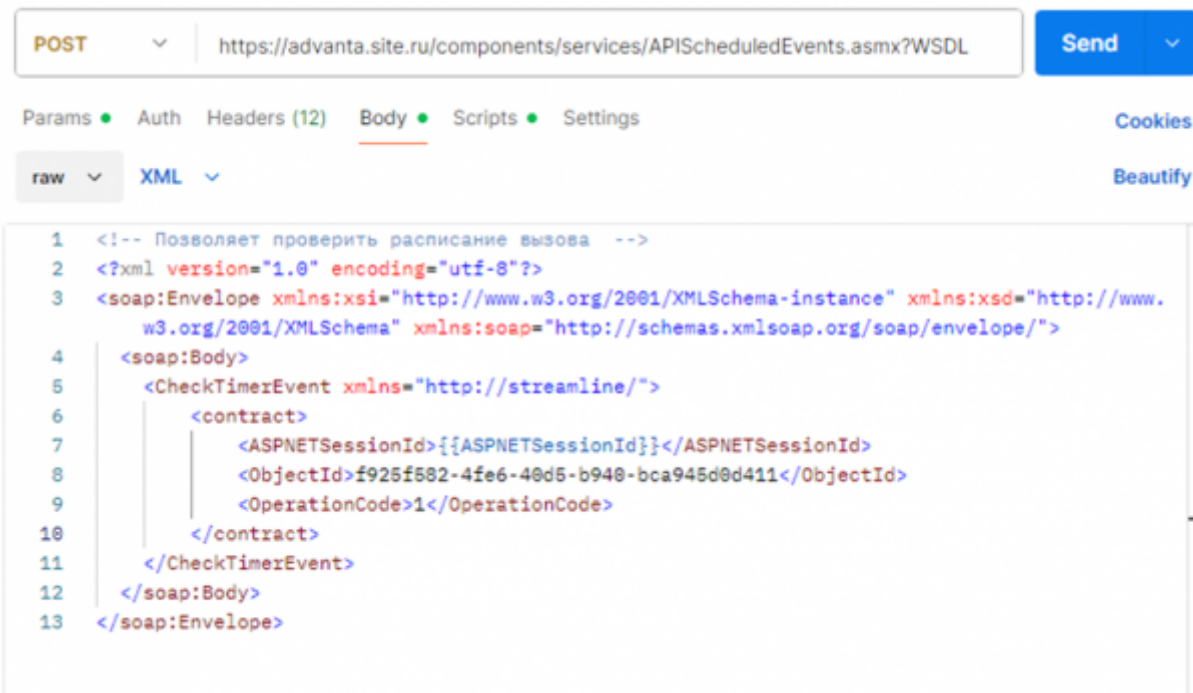 POST https://advanta.site.ru/components/services/APIScheduledEvents.asmx?WSDL Send
Params Auth Headers (12) Body Scripts Settings Cookies
raw XML Beautify
1 <!-- Позволяет проверить расписание вызова -->
2 <?xml version="1.0" encoding="utf-8"?>
3 <soap:Envelope xmlns:xsi="http://www.w3.org/2001/XMLSchema-instance" xmlns:xsd="http://www.
w3.org/2001/XMLSchema" xmlns:soap="http://schemas.xmlsoap.org/soap/envelope/">
4 <soap:Body>
5 <CheckTimerEvent xmlns="http://streamline/">
6 <contract>
7 <ASPNETSessionId>{{ASPNETSessionId}}</ASPNETSessionId>
8 <ObjectId>f925f582-4fe6-40d5-b940-bca945d0d411</ObjectId>
9 <OperationCode>1</OperationCode>
10 </contract>
11 </CheckTimerEvent>
12 </soap:Body>
13 </soap:Envelope>